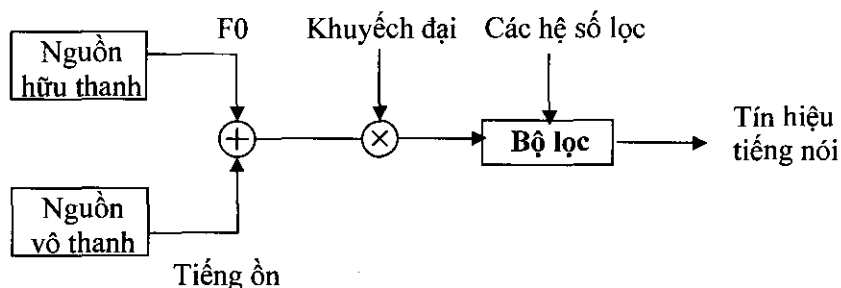 F0
Khuyếch đại
Các hệ số lọc
Nguồn
hữu thanh
Bộ lọc
Tín hiệu
tiếng nói
Nguồn
vô thanh
Tiếng ồn